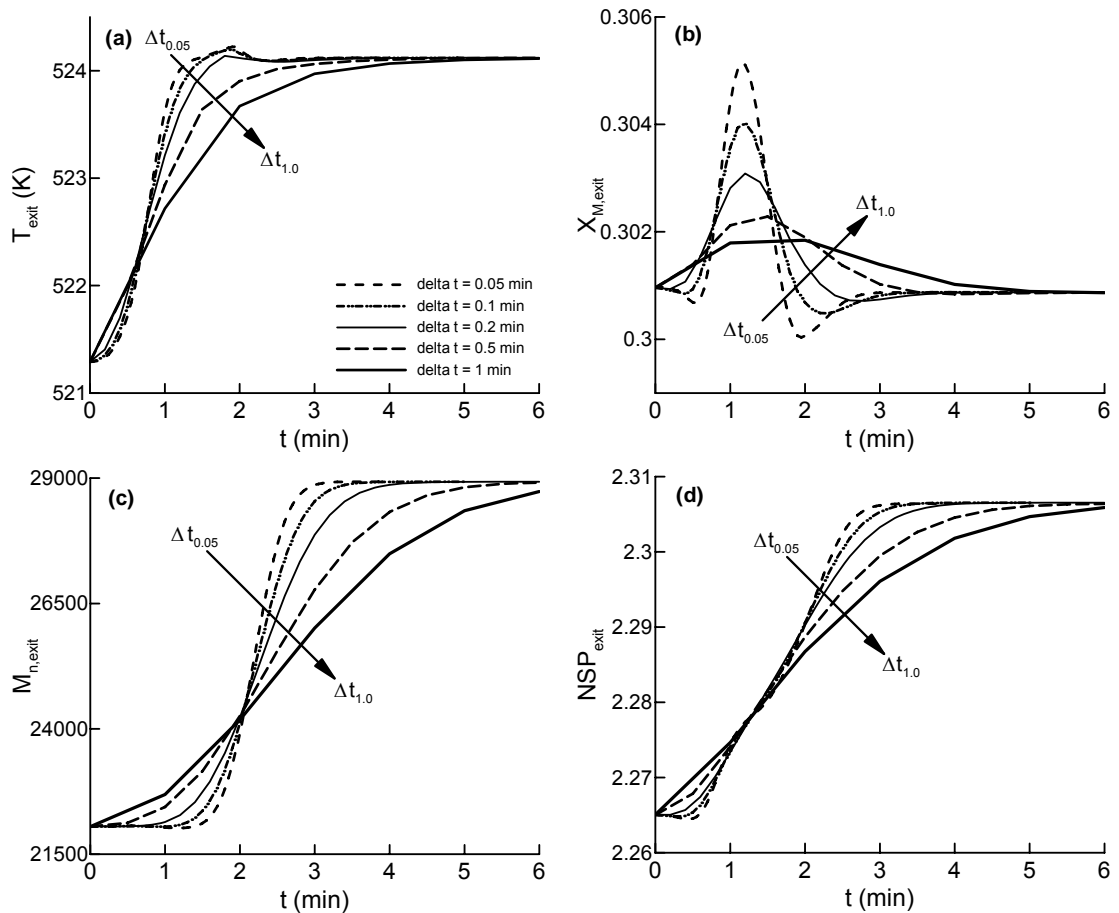 (a)
Δt0.05
Δt1.0
T exit (K)
524
523
522
521
0 1 2 3 4 5 6
t (min)
delta t = 0.05 min
delta t = 0.1 min
delta t = 0.2 min
delta t = 0.5 min
delta t = 1 min
(b)
Δt1.0
Δt0.05
X M,exit
0.306
0.304
0.302
0.3
0 1 2 3 4 5 6
t (min)
(c)
Δt0.05
Δt1.0
M n,exit
29000
26500
24000
21500
0 1 2 3 4 5 6
t (min)
(d)
Δt0.05
Δt1.0
NSP exit
2.31
2.3
2.29
2.28
2.27
2.26
0 1 2 3 4 5 6
t (min)